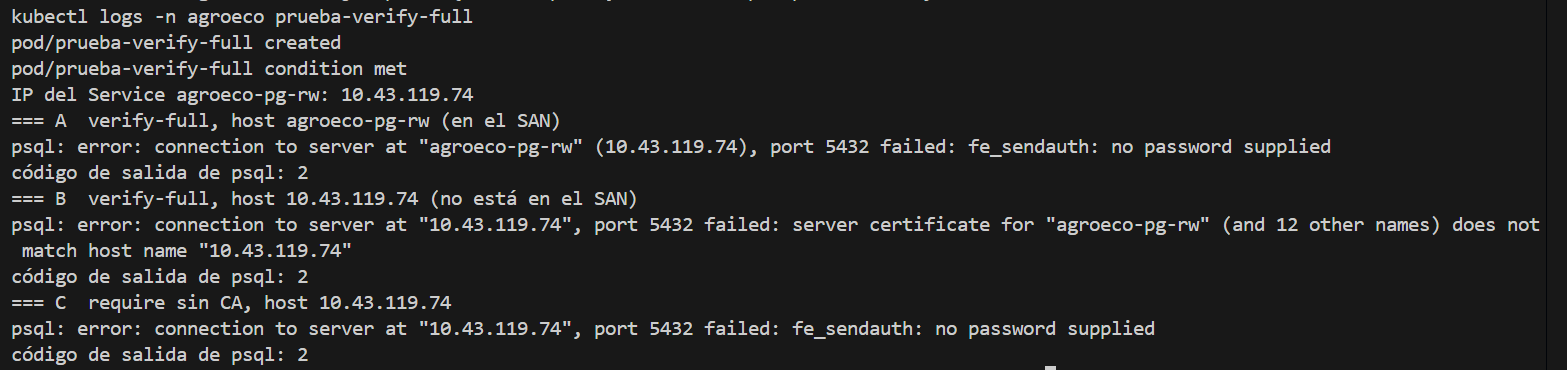 kubectl logs -n agroeco prueba-verify-full
pod/prueba-verify-full created
pod/prueba-verify-full condition met
IP del Service agroeco-pg-rw: 10.43.119.74
=== A  verify-full, host agroeco-pg-rw (en el SAN)
psql: error: connection to server at "agroeco-pg-rw" (10.43.119.74), port 5432 failed: fe_sendauth: no password supplied
código de salida de psql: 2
=== B  verify-full, host 10.43.119.74 (no está en el SAN)
psql: error: connection to server at "10.43.119.74", port 5432 failed: server certificate for "agroeco-pg-rw" (and 12 other names) does not
 match host name "10.43.119.74"
código de salida de psql: 2
=== C  require sin CA, host 10.43.119.74
psql: error: connection to server at "10.43.119.74", port 5432 failed: fe_sendauth: no password supplied
código de salida de psql: 2